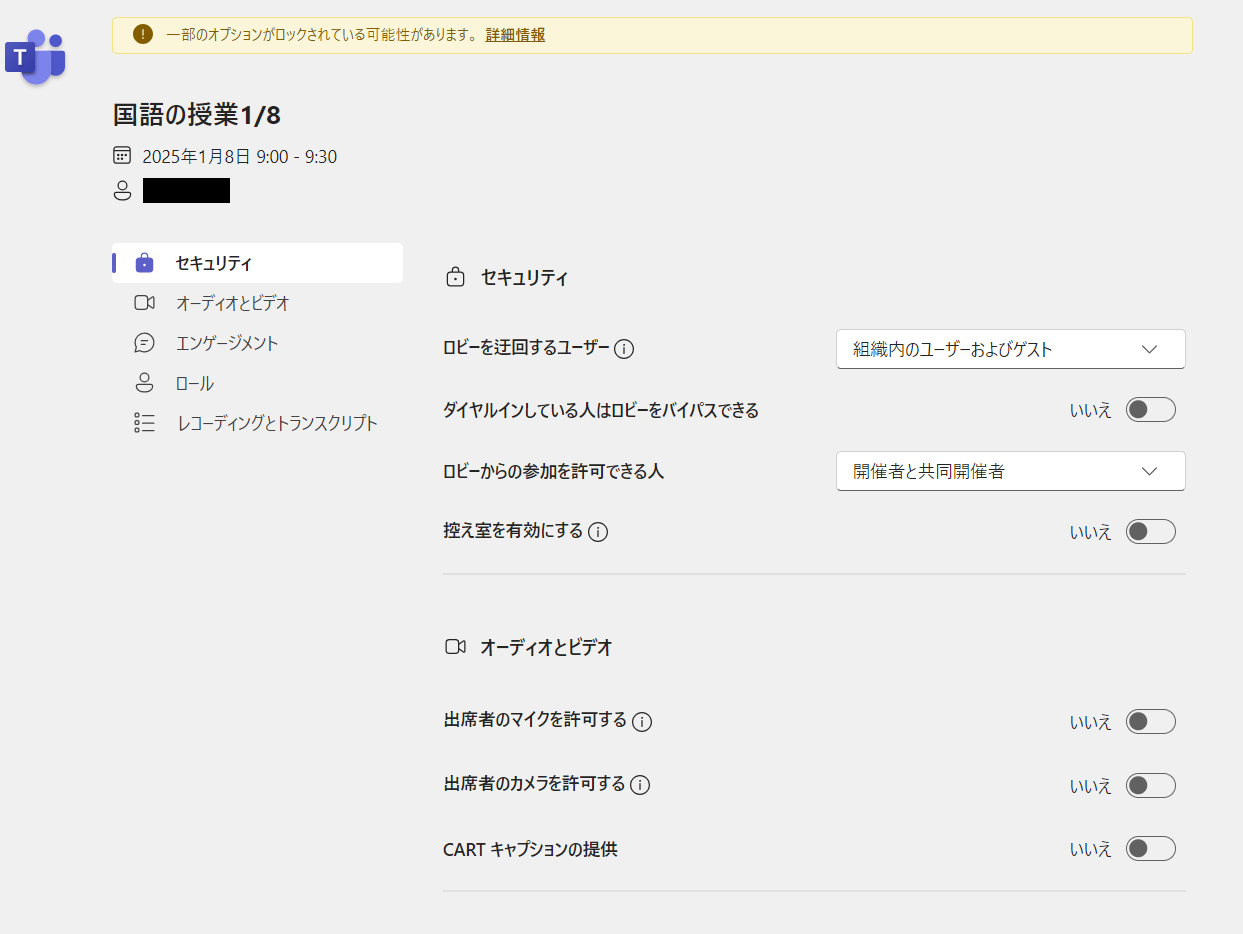 一部のオプションがロックされている可能性があります。 詳細情報
T
国語の授業1/8
2025年1月8日 9:00 - 9:30
セキュリティ
オーディオとビデオ
エンゲージメント
ロール
レコーディングとトランスクリプト
セキュリティ
ロビーを迂回するユーザー
組織内のユーザーおよびゲスト
ダイヤルインしている人はロビーをバイパスできる
いいえ
ロビーからの参加を許可できる人
開催者と共同開催者
控え室を有効にする
いいえ
オーディオとビデオ
出席者のマイクを許可する
いいえ
出席者のカメラを許可する
いいえ
CART キャプションの提供
いいえ